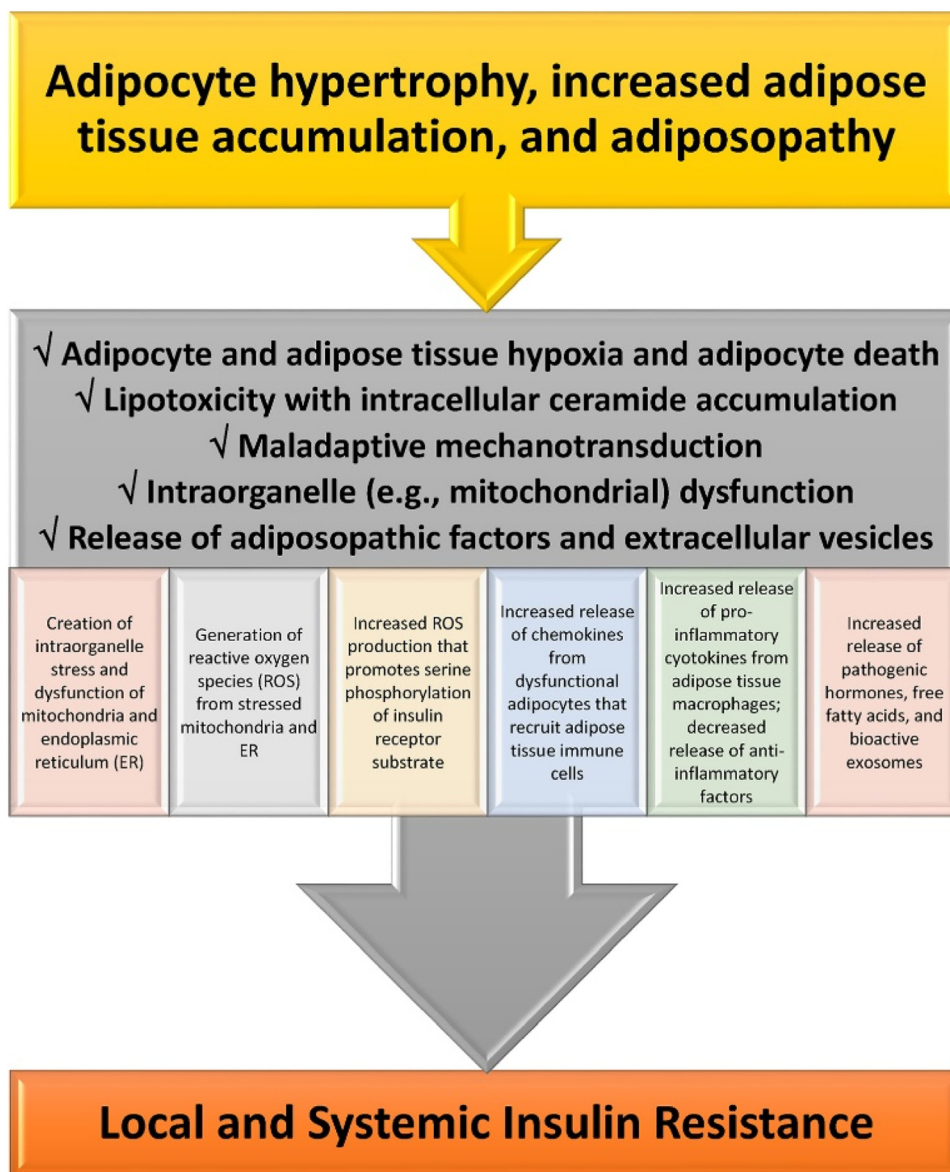 Adipocyte hypertrophy, increased adipose
tissue accumulation, and adiposopathy
√ Adipocyte and adipose tissue hypoxia and adipocyte death
√ Lipotoxicity with intracellular ceramide accumulation
√ Maladaptive mechanotransduction
√ Intraorganelle (e.g., mitochondrial) dysfunction
√ Release of adiposopathic factors and extracellular vesicles
Creation of
intraorganelle
stress and
dysfunction of
mitochondria and
endoplasmic
reticulum (ER)
Generation of
reactive oxygen
species (ROS)
from stressed
mitochondria and
ER
Increased ROS
production that
promotes serine
phosphorylation
of insulin
receptor
substrate
Increased release
of chemokines
from
dysfunctional
adipocytes that
recruit adipose
tissue immune
cells
Increased release
of pro-
inflammatory
cyotokines from
adipose tissue
macrophages;
decreased
release of anti-
inflammatory
factors
Increased
release of
pathogenic
hormones, free
fatty acids, and
bioactive
exosomes
Local and Systemic Insulin Resistance